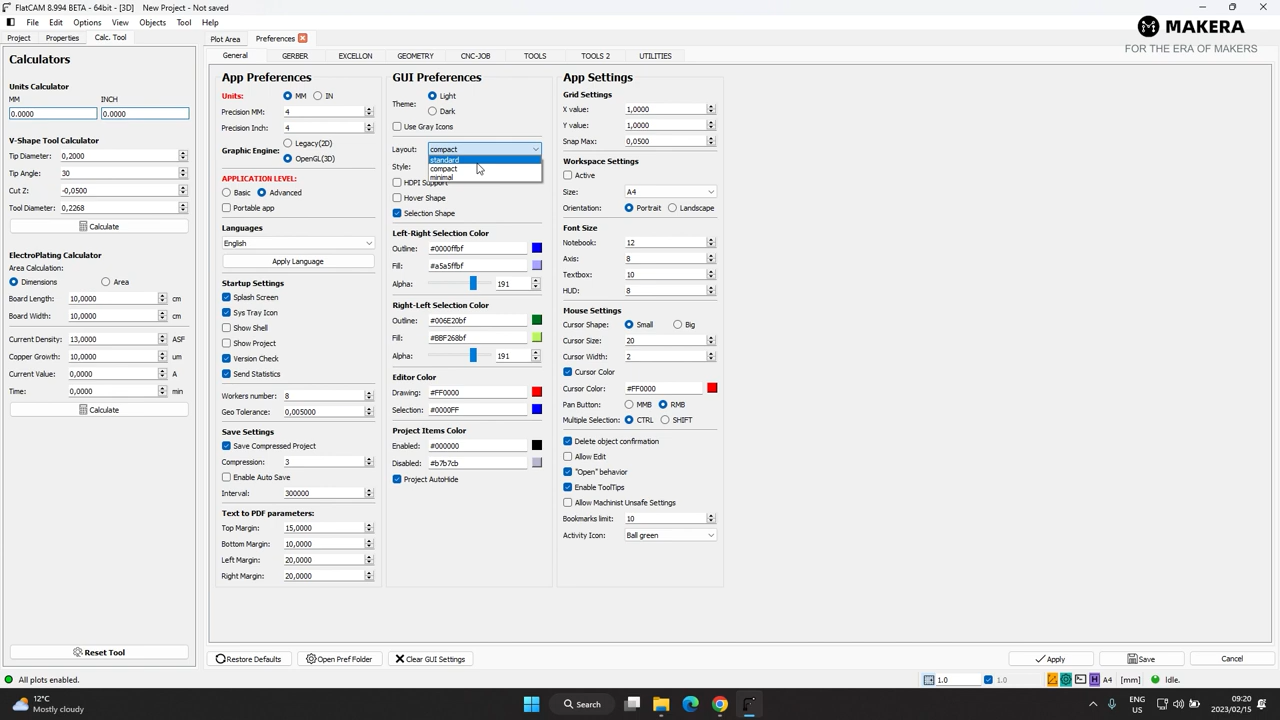 FlatCAM 8.994 BETA - 64bit - [3D] New Project - Not saved
File Edit Options View Objects Tool Help
MAKERA
FOR THE ERA OF MAKERS
Project Properties Calc. Tool
Plot Area Preferences
General GERBER EXCELLON GEOMETRY CNC-JOB TOOLS TOOLS 2 UTILITIES
Calculators
Units Calculator
MM INCH
0.0000 0.0000
V-Shape Tool Calculator
Tip Diameter: 0,2000
Tip Angle: 30
Cut Z: -0,0500
Tool Diameter: 0,2268
Calculate
ElectroPlating Calculator
Area Calculation:
Dimensions Area
Board Length: 10,0000 cm
Board Width: 10,0000 cm
Current Density: 13,0000 ASF
Copper Growth: 10,0000 um
Current Value: 0,0000 A
Time: 0,0000 min
Calculate
Reset Tool
App Preferences
Units: MM IN
Precision MM: 4
Precision Inch: 4
Graphic Engine: Legacy(2D)
OpenGL(3D)
APPLICATION LEVEL:
Basic Advanced
Portable app
Languages
English
Apply Language
Startup Settings
Splash Screen
Sys Tray Icon
Show Shell
Show Project
Version Check
Send Statistics
Workers number: 8
Geo Tolerance: 0,005000
Save Settings
Save Compressed Project
Compression: 3
Enable Auto Save
Interval: 300000
Text to PDF parameters:
Top Margin: 15,0000
Bottom Margin: 10,0000
Left Margin: 20,0000
Right Margin: 20,0000
GUI Preferences
Theme: Light
Dark
Use Gray Icons
Layout: compact
standard
compact
minimal
Style:
HDPI Support
Hover Shape
Selection Shape
Left-Right Selection Color
Outline: #0000ffbf
Fill: #a5a5ffbf
Alpha: 191
Right-Left Selection Color
Outline: #006E20bf
Fill: #BBF268bf
Alpha: 191
Editor Color
Drawing: #FF0000
Selection: #0000FF
Project Items Color
Enabled: #000000
Disabled: #b7b7cb
Project AutoHide
App Settings
Grid Settings
X value: 1,0000
Y value: 1,0000
Snap Max: 0,0500
Workspace Settings
Active
Size: A4
Orientation: Portrait Landscape
Font Size
Notebook: 12
Axis: 8
Textbox: 10
HUD: 8
Mouse Settings
Cursor Shape: Small Big
Cursor Size: 20
Cursor Width: 2
Cursor Color
Cursor Color: #FF0000
Pan Button: MMB RMB
Multiple Selection: CTRL SHIFT
Delete object confirmation
Allow Edit
"Open" behavior
Enable ToolTips
Allow Machinist Unsafe Settings
Bookmarks limit: 10
Activity Icon: Ball green
Restore Defaults Open Pref Folder Clear GUI Settings Apply Save Cancel
All plots enabled. 1.0 1.0 H A4 [mm] Idle.
12°C
Mostly cloudy
Search
ENG
US
09:20
2023/02/15